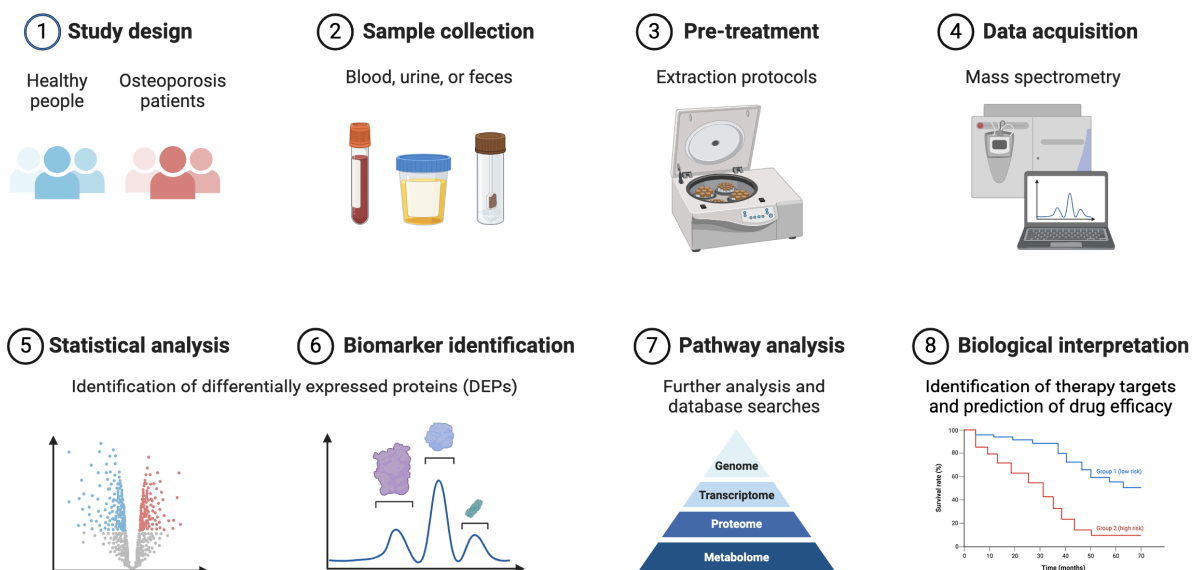 1 Study design
Healthy people
Osteoporosis patients
2 Sample collection
Blood, urine, or feces
3 Pre-treatment
Extraction protocols
4 Data acquisition
Mass spectrometry
5 Statistical analysis
6 Biomarker identification
Identification of differentially expressed proteins (DEPs)
7 Pathway analysis
Further analysis and
database searches
Genome
Transcriptome
Proteome
Metabolome
8 Biological interpretation
Identification of therapy targets
and prediction of drug efficacy
Survival rate (%)
100
80
60
40
20
0
Group 1 (low risk)
Group 2 (high risk)
0 10 20 30 40 50 60 70
Time (months)